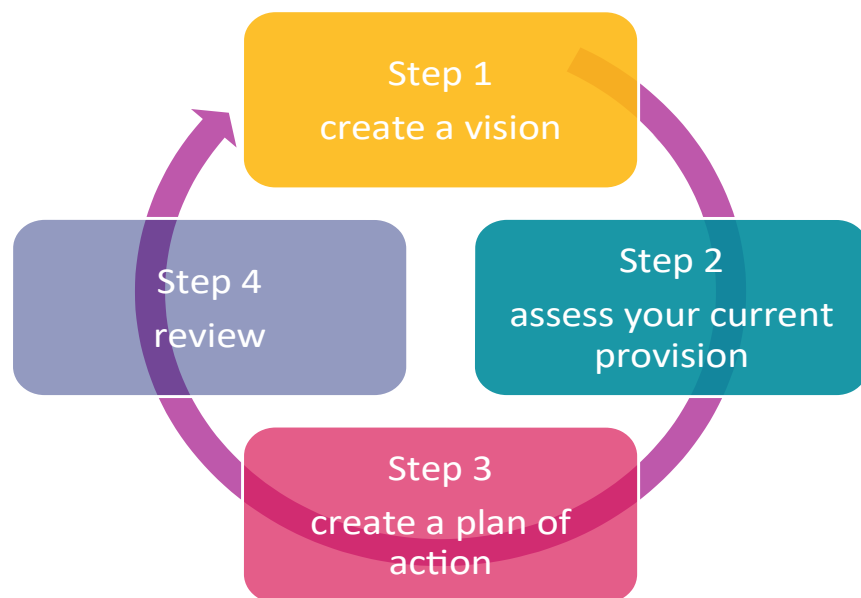 Step 1
create a vision
Step 2
assess your current
provision
Step 3
create a plan of
action
Step 4
review